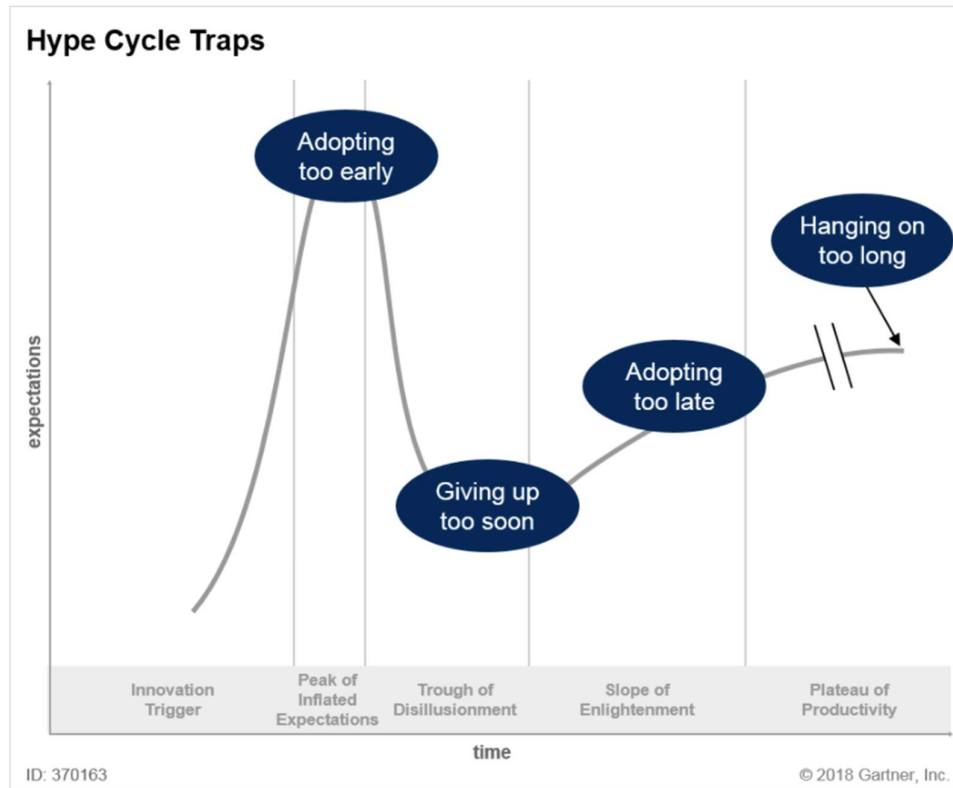 Hype Cycle Traps
Adopting
too early
Hanging on
too long
Adopting
too late
Giving up
too soon
expectations
Innovation
Trigger
Peak of
Inflated
Expectations
Trough of
Disillusionment
Slope of
Enlightenment
Plateau of
Productivity
time
ID: 370163
© 2018 Gartner, Inc.